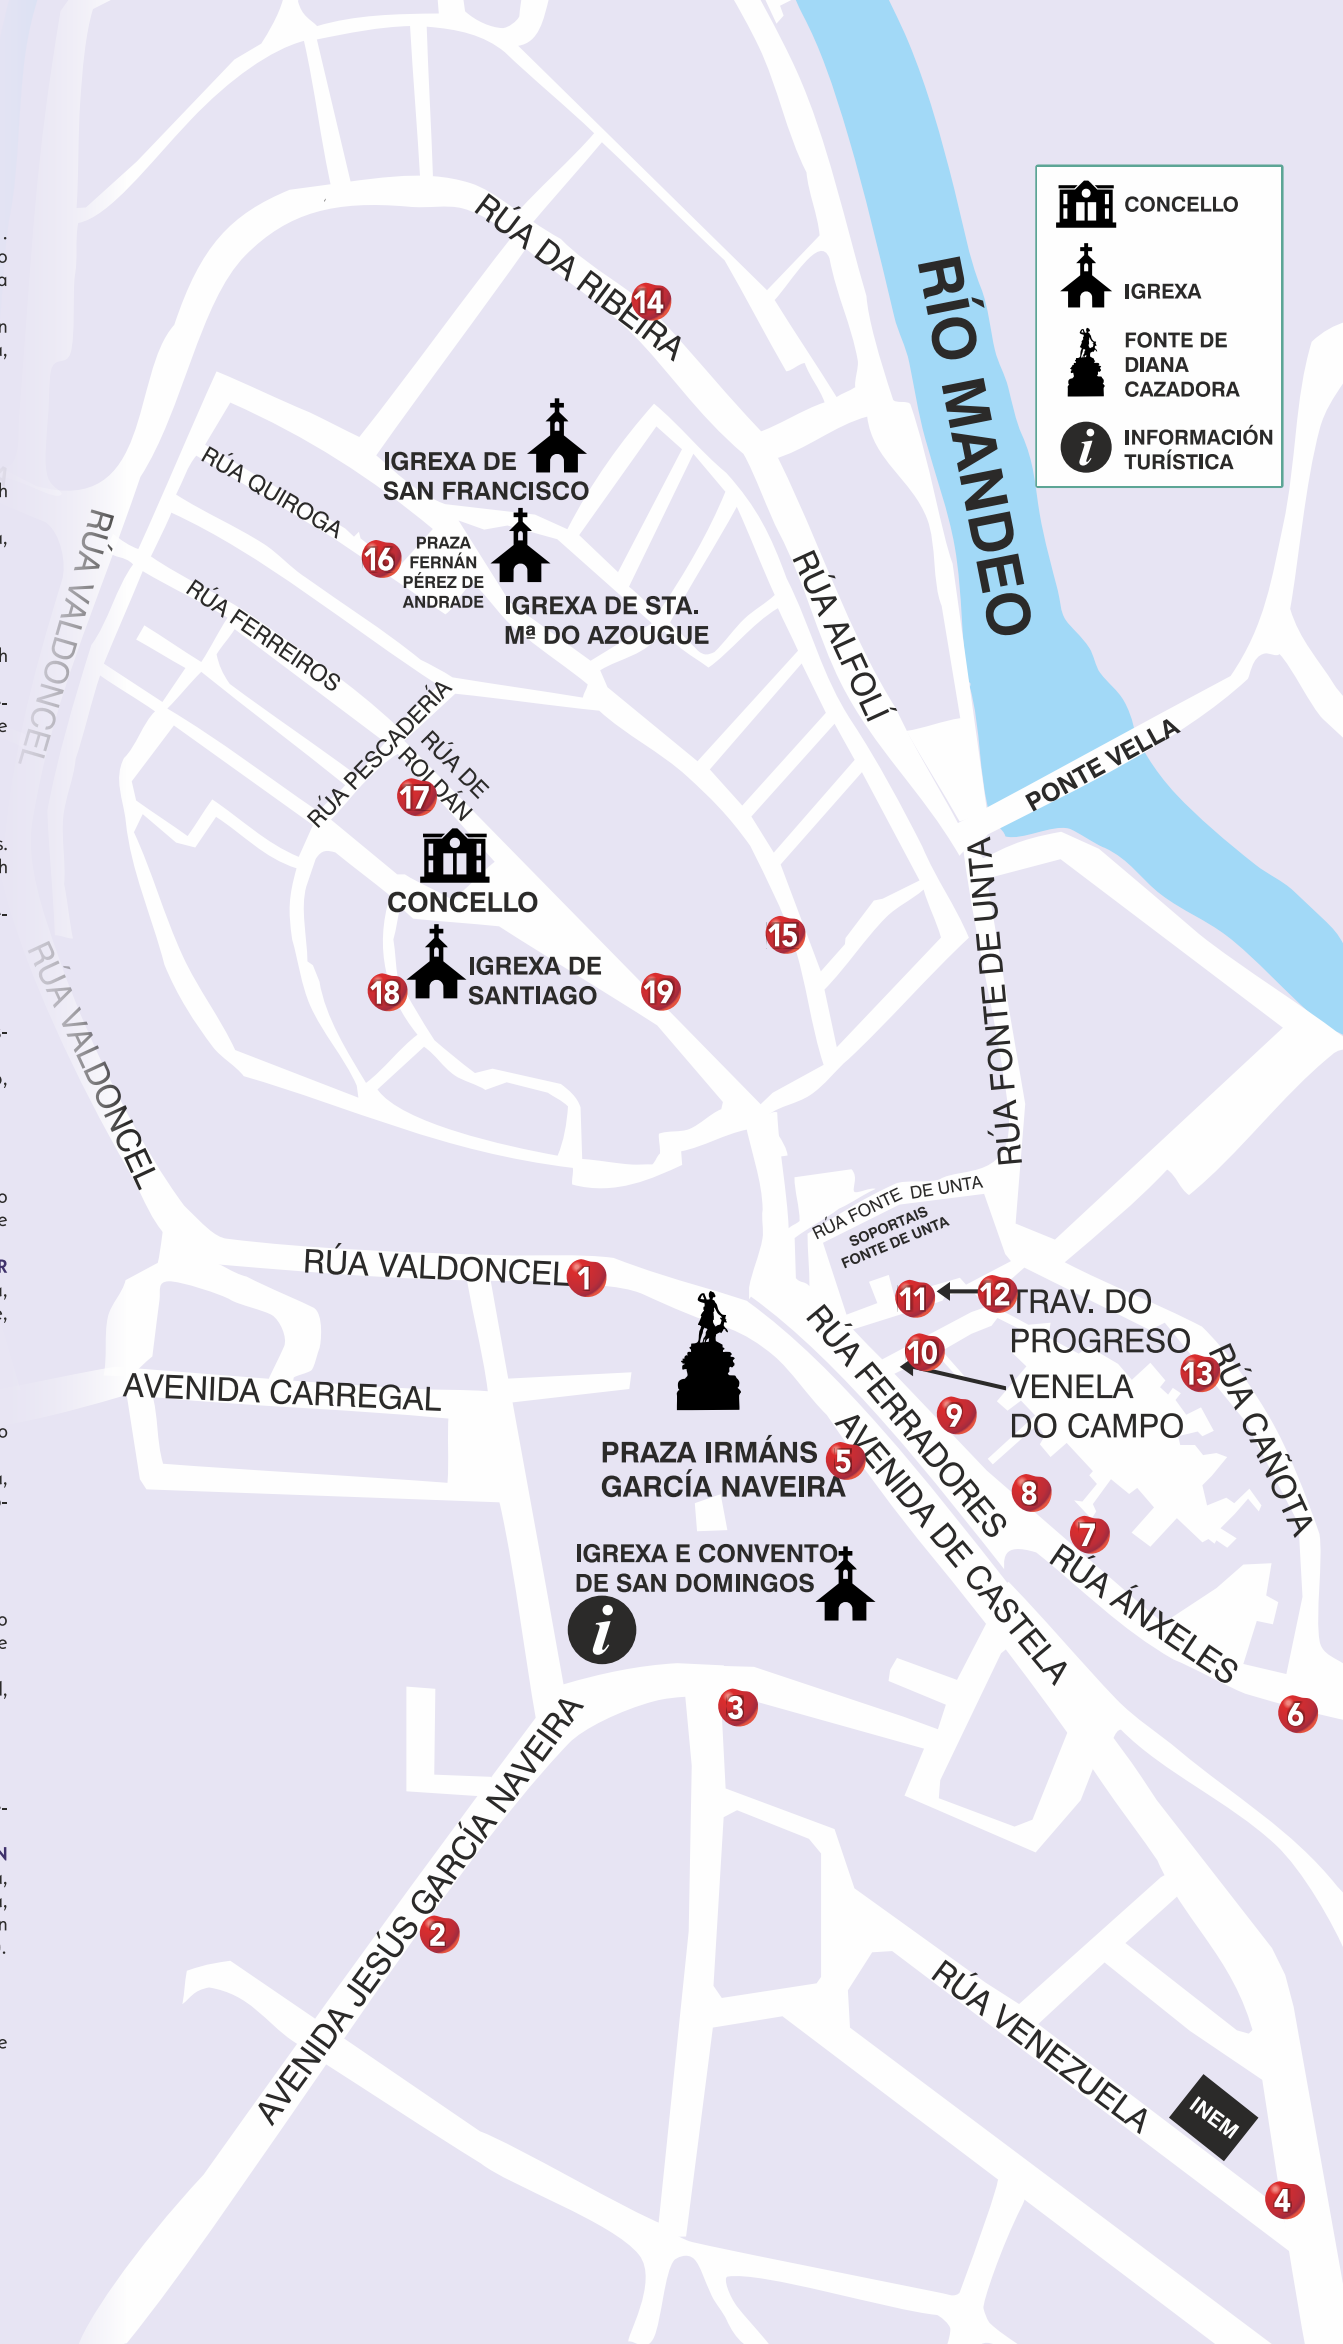 RÚA DA RIBEIRA
14
RÍO MANDEO
CONCELLO
IGREXA
FONTE DE
DIANA
CAZADORA
i
INFORMACIÓN
TURÍSTICA
IGREXA DE
SAN FRANCISCO
RÚA QUIROGA
16
PRAZA
FERNÁN
PÉREZ DE
ANDRADE
IGREXA DE STA.
Mª DO AZOUGUE
RÚA VALDONCEL
RÚA FERREIROS
RÚA ALFOLÍ
RÚA PESCADERÍA
RÚA DE
ROLDÁN
17
PONTE VELLA
CONCELLO
RÚA FONTE DE UNTA
15
IGREXA DE
SANTIAGO
18
19
RÚA VALDONCEL
RÚA FONTE DE UNTA
SOPORTAIS
FONTE DE UNTA
RÚA VALDONCEL
1
11
12
TRAV. DO
PROGRESO
10
VENELA
DO CAMPO
13
RÚA CAÑOTA
RÚA FERRADORES
9
AVENIDA CARREGAL
PRAZA IRMÁNS
GARCÍA NAVEIRA
5
AVENIDA DE CASTELA
8
7
RÚA ÁNXELES
6
IGREXA E CONVENTO
DE SAN DOMINGOS
i
3
AVENIDA JESÚS GARCÍA NAVEIRA
2
RÚA VENEZUELA
INEM
4